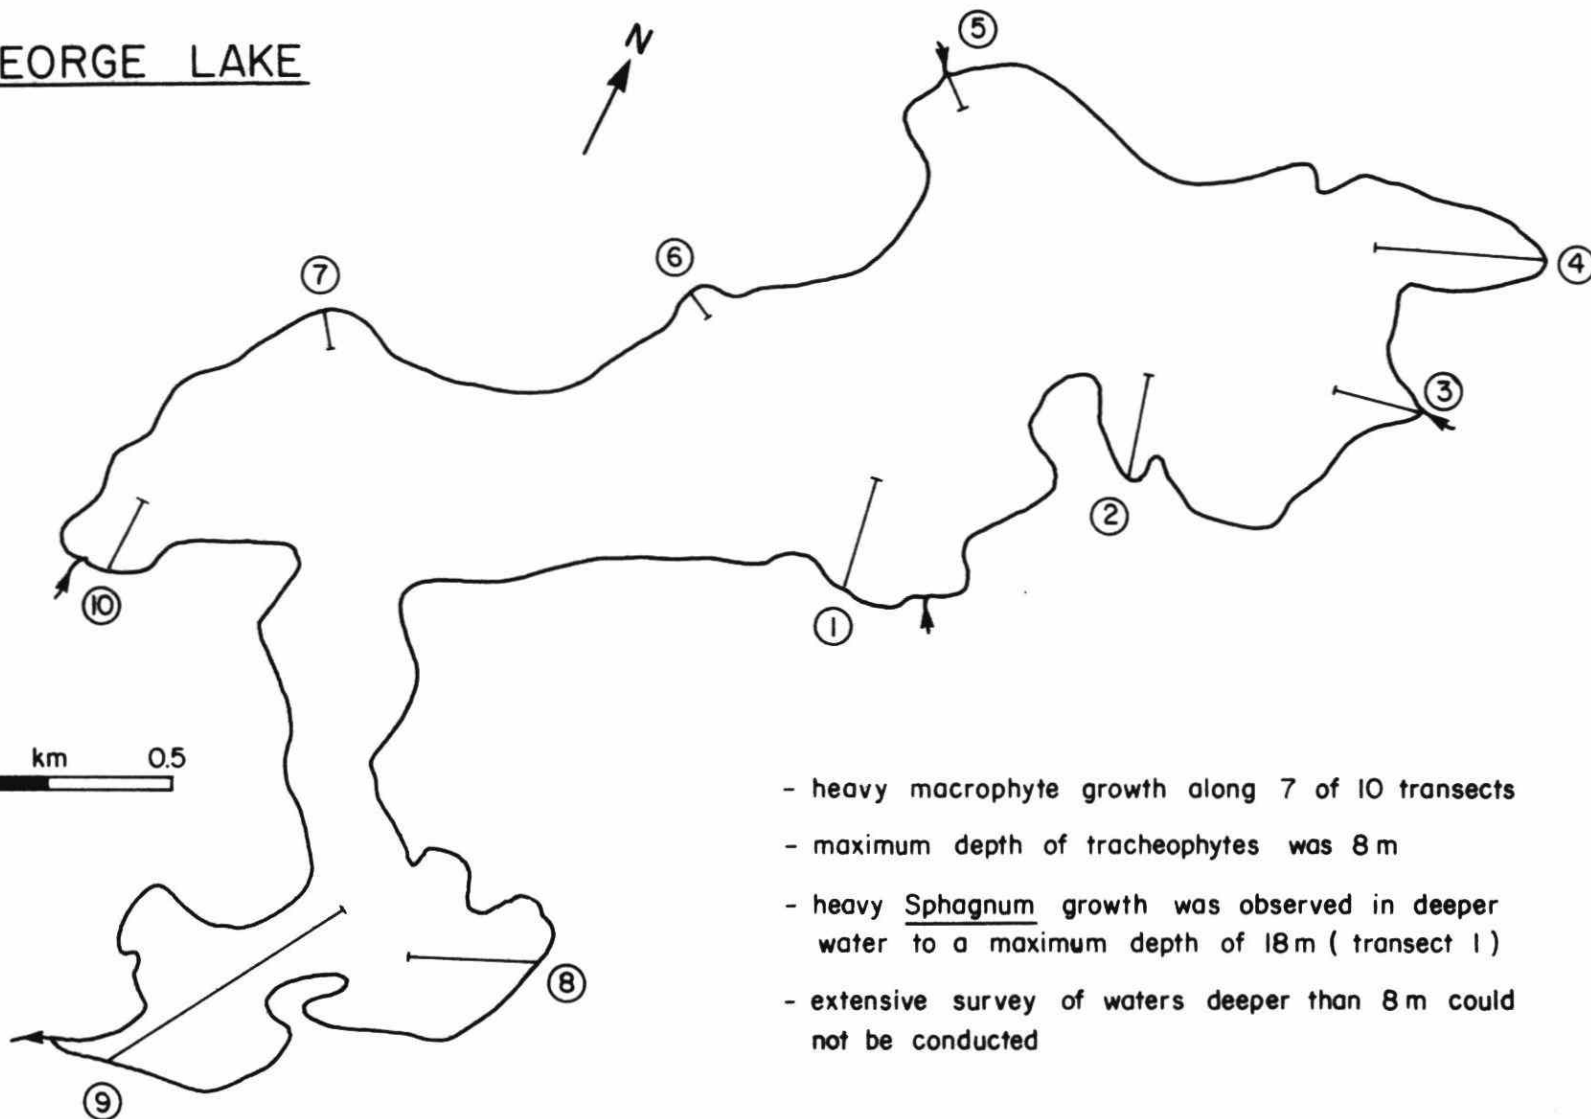 EORGE LAKE
N
5
4
7
6
3
2
10
1
km 0.5
- heavy macrophyte growth along 7 of 10 transects
- maximum depth of tracheophytes was 8 m
- heavy Sphagnum growth was observed in deeper
water to a maximum depth of 18 m ( transect 1 )
- extensive survey of waters deeper than 8 m could
not be conducted
8
9